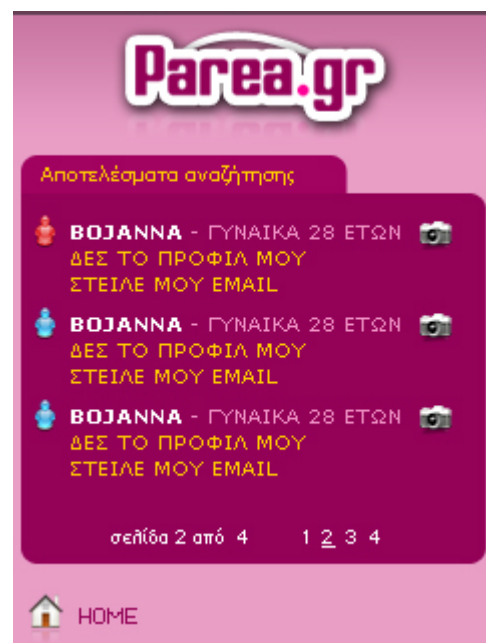 Parea.gr
Αποτελέσματα αναζήτησης
BOJANNA - ΓΥΝΑΙΚΑ 28 ΕΤΩΝ
ΔΕΣ ΤΟ ΠΡΟΦΙΛ ΜΟΥ
ΣΤΕΙΛΕ ΜΟΥ EMAIL
BOJANNA - ΓΥΝΑΙΚΑ 28 ΕΤΩΝ
ΔΕΣ ΤΟ ΠΡΟΦΙΛ ΜΟΥ
ΣΤΕΙΛΕ ΜΟΥ EMAIL
BOJANNA - ΓΥΝΑΙΚΑ 28 ΕΤΩΝ
ΔΕΣ ΤΟ ΠΡΟΦΙΛ ΜΟΥ
ΣΤΕΙΛΕ ΜΟΥ EMAIL
σελίδα 2 από 4 1 2 3 4
HOME